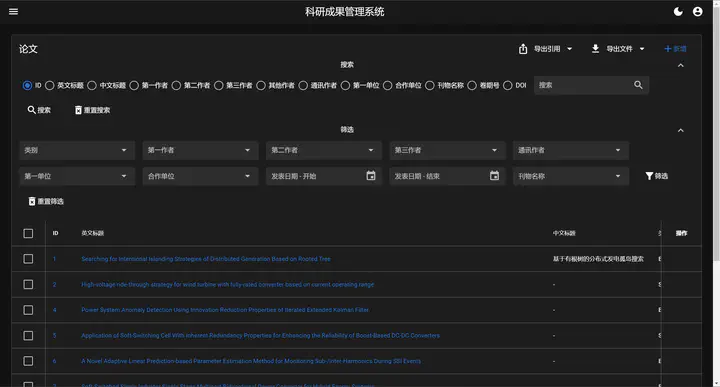 科研成果管理系统
论文
导出引用 导出文件 +新增
搜索
ID 英文标题 中文标题 第一作者 第二作者 第三作者 其他作者 通讯作者 第一单位 合作单位 刊物名称 卷期号 DOI 搜索
搜索 重置搜索
筛选
类别 第一作者 第二作者 第三作者 通讯作者
第一单位 合作单位 发表日期 - 开始 发表日期 - 结束 刊物名称 筛选
重置筛选
ID 英文标题 中文标题 操作
1 Searching for Intentional Islanding Strategies of Distributed Generation Based on Rooted Tree 基于有根树的分布式发电孤岛搜索 E
2 High-voltage ride through strategy for wind turbine with fully-rated converter based on current operating range - S
4 Power System Anomaly Detection Using Innovation Reduction Properties of Iterated Extended Kalman Filter - E
5 Application of Soft-Switching Cell With Inherent Redundancy Properties for Enhancing the Reliability of Boost-Based DC-DC Converters - S
6 A Novel Adaptive Linear Prediction-based Parameter Estimation Method for Monitoring Sub-/Inter Harmonics During SSI Events - E